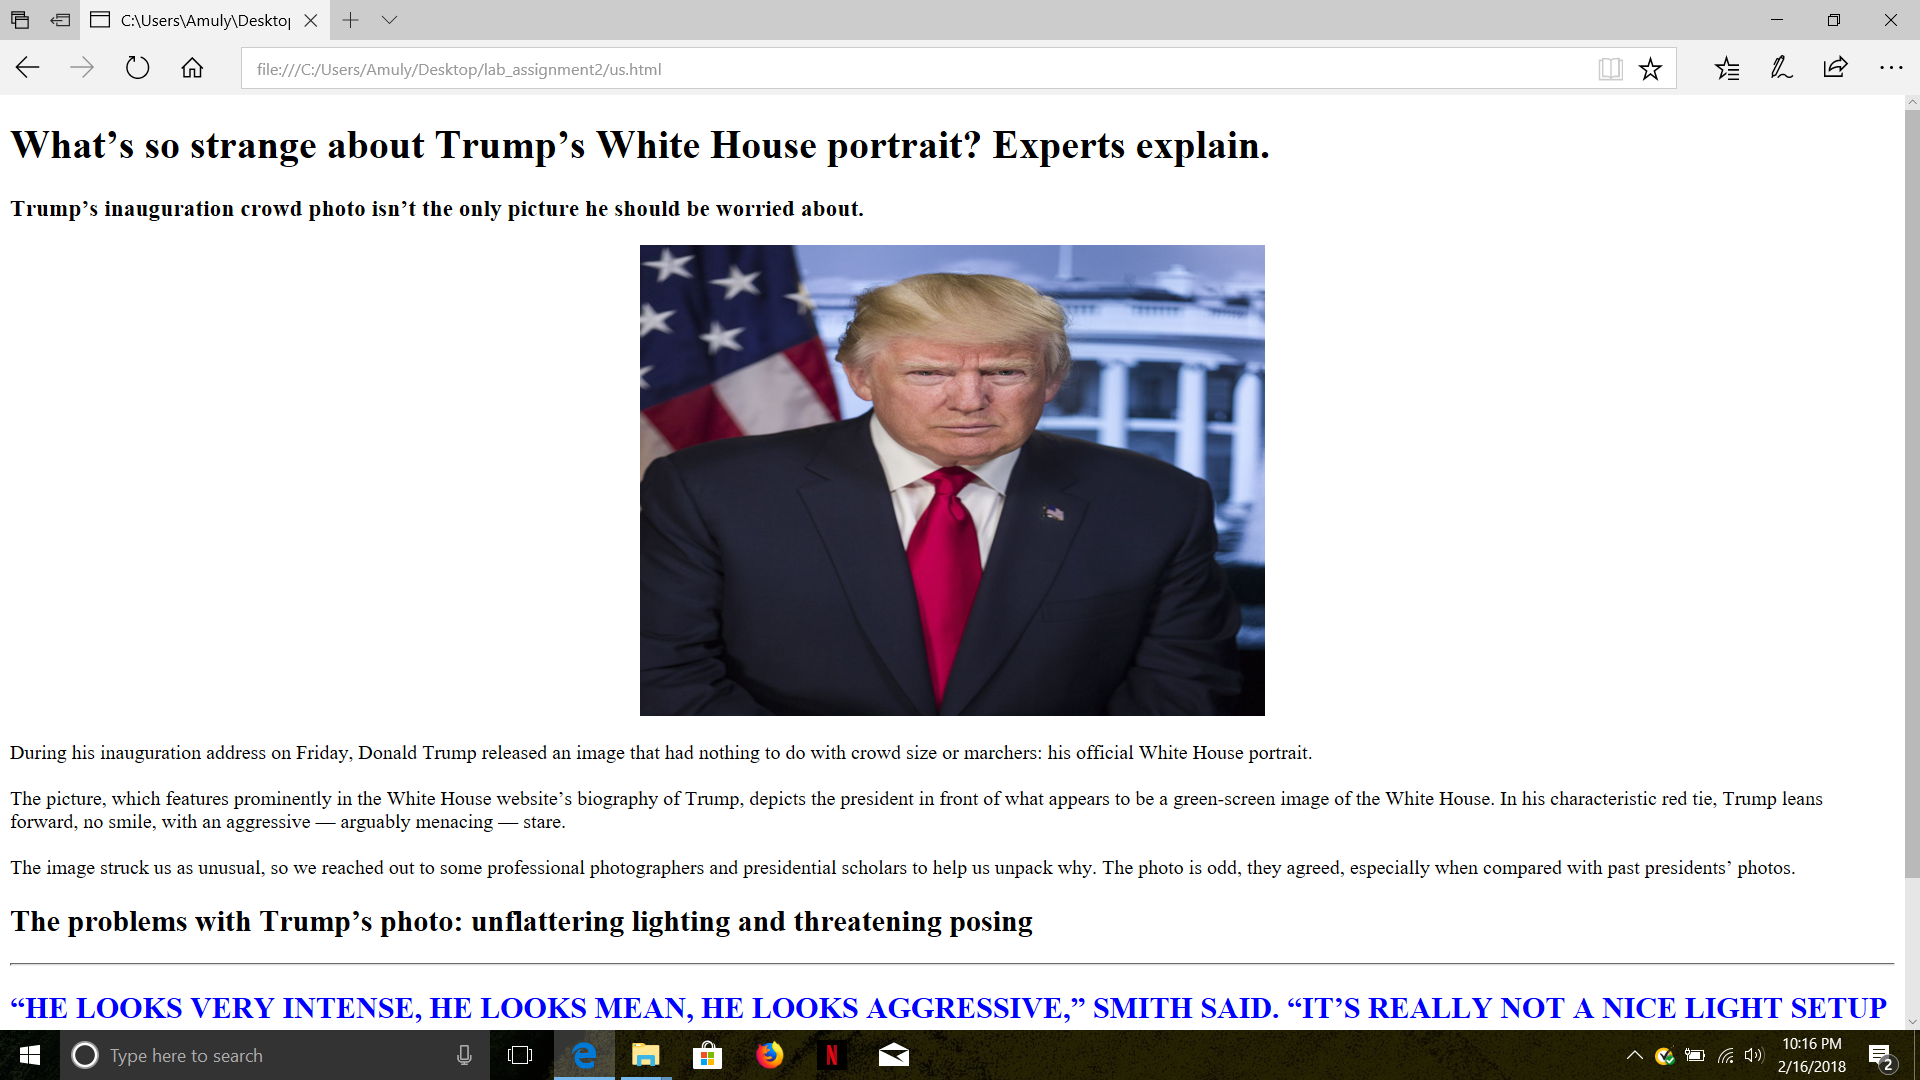 C:\Users\Amuly\Desktop
file:///C:/Users/Amuly/Desktop/lab_assignment2/us.html
What’s so strange about Trump’s White House portrait? Experts explain.
Trump’s inauguration crowd photo isn’t the only picture he should be worried about.
During his inauguration address on Friday, Donald Trump released an image that had nothing to do with crowd size or marchers: his official White House portrait.
The picture, which features prominently in the White House website’s biography of Trump, depicts the president in front of what appears to be a green-screen image of the White House. In his characteristic red tie, Trump leans
forward, no smile, with an aggressive — arguably menacing — stare.
The image struck us as unusual, so we reached out to some professional photographers and presidential scholars to help us unpack why. The photo is odd, they agreed, especially when compared with past presidents’ photos.
The problems with Trump’s photo: unflattering lighting and threatening posing
“HE LOOKS VERY INTENSE, HE LOOKS MEAN, HE LOOKS AGGRESSIVE,” SMITH SAID. “IT’S REALLY NOT A NICE LIGHT SETUP
Type here to search
N
10:16 PM
2/16/2018
2